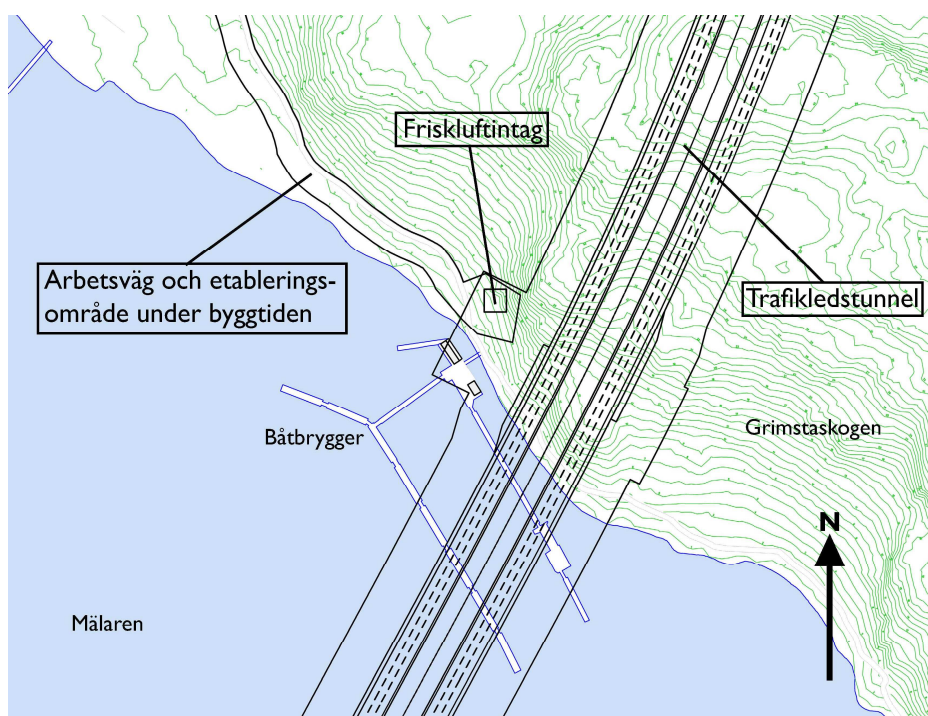 Friskluftintag
Arbetsväg och etablerings-
område under byggtiden
Trafikledstunnel
Båtbrygger
Grimstaskogen
N
Mälaren